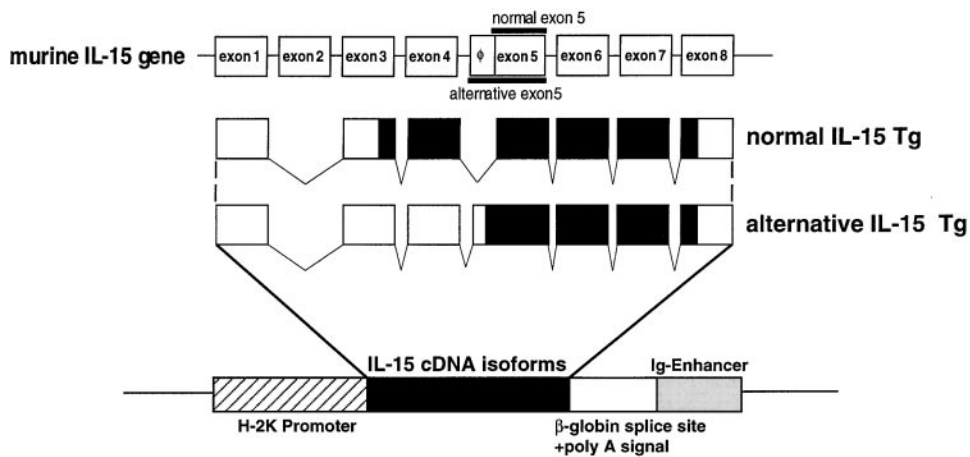 normal exon 5
murine IL-15 gene
exon 1 exon 2 exon 3 exon 4 ϕ exon 5 exon 6 exon 7 exon 8
alternative exon5
normal IL-15 Tg
alternative IL-15 Tg
IL-15 cDNA isoforms
Ig-Enhancer
H-2K Promoter
β-globin splice site
+poly A signal